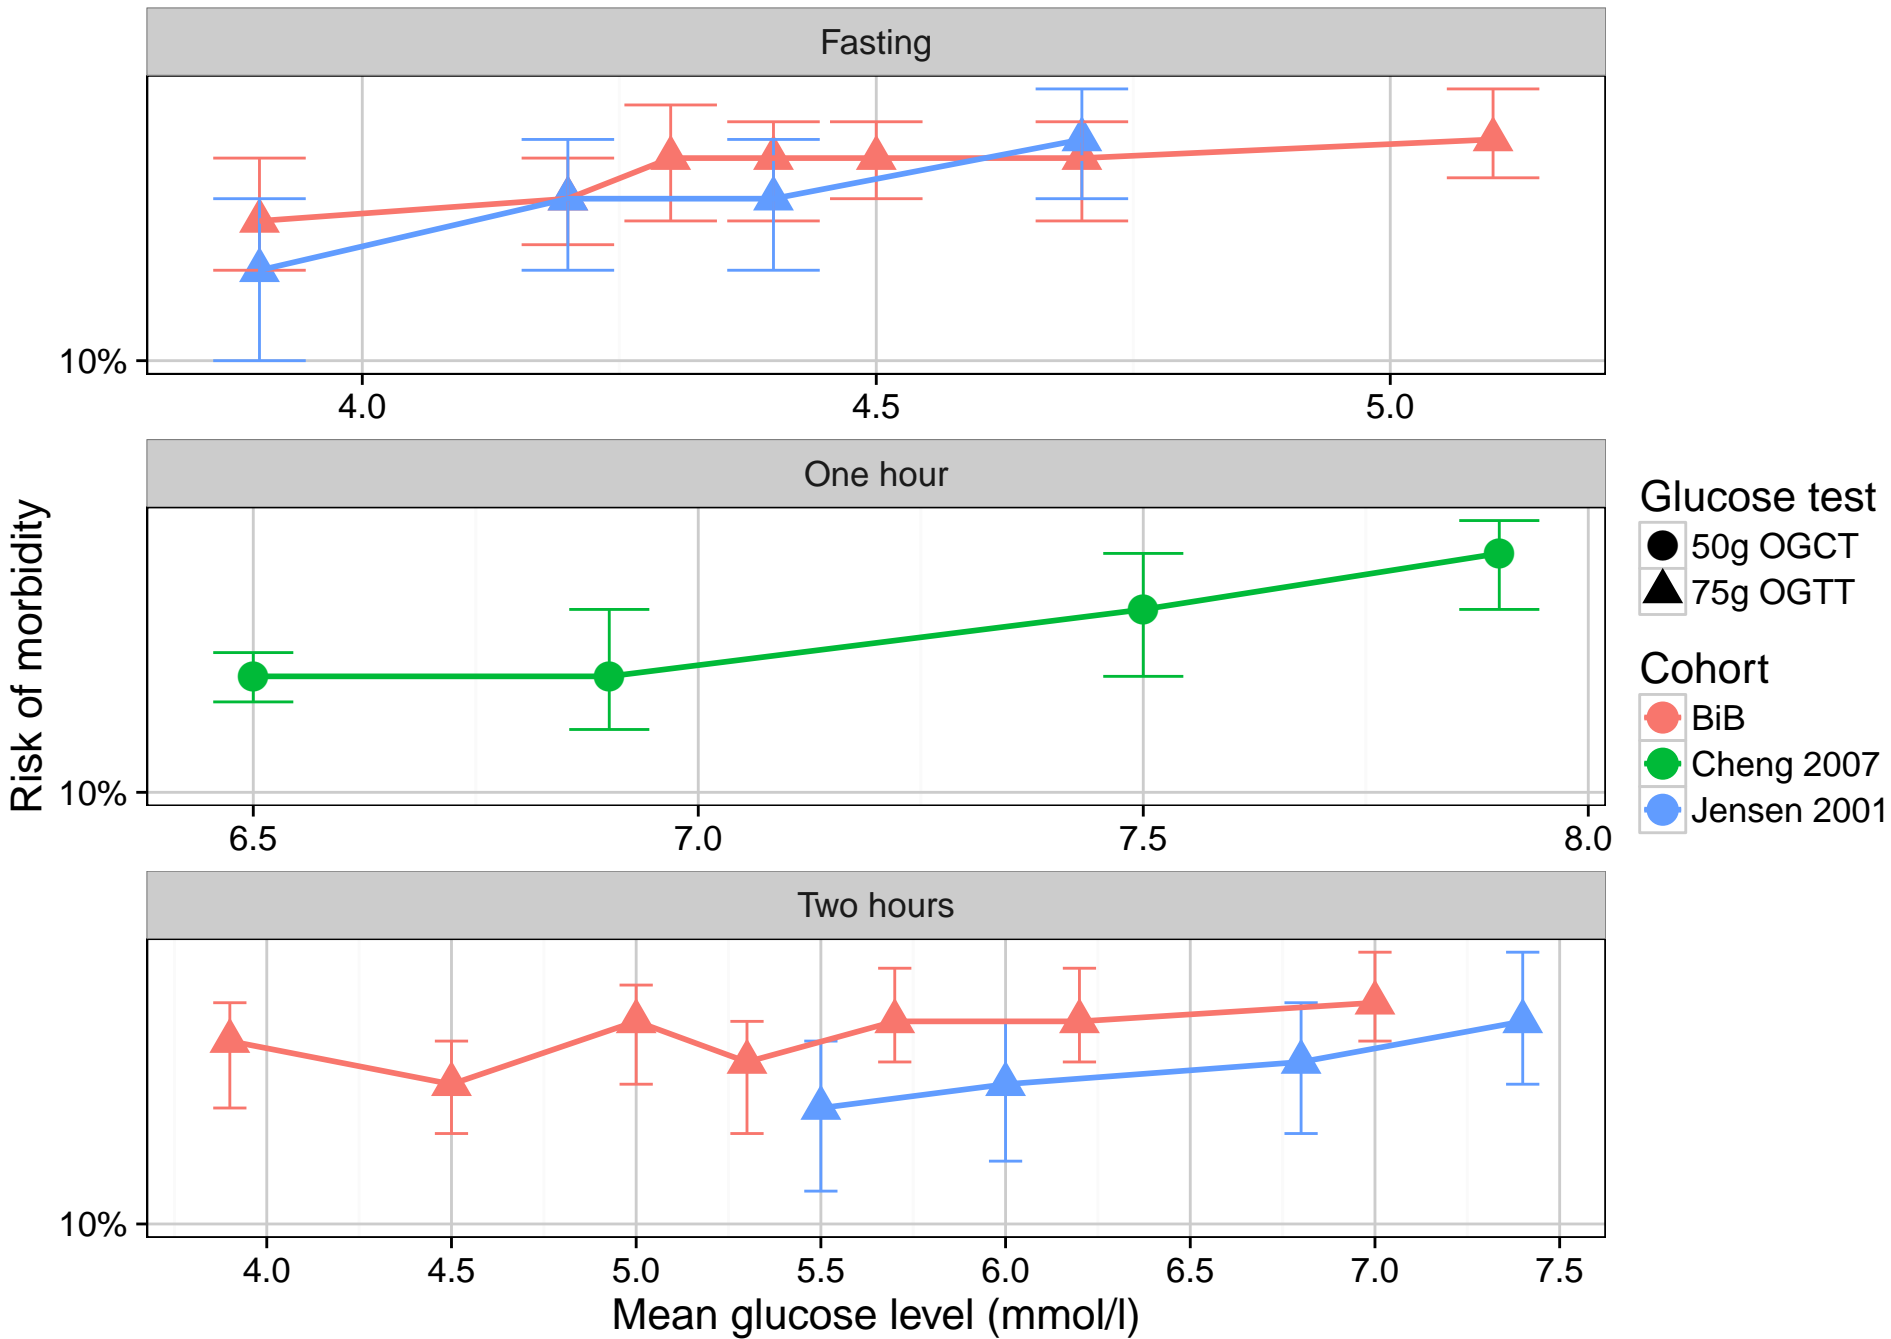 Fasting
10%
4.0 4.5 5.0
One hour
10%
6.5 7.0 7.5 8.0
Two hours
10%
4.0 4.5 5.0 5.5 6.0 6.5 7.0 7.5
Mean glucose level (mmol/l)
Risk of morbidity
Glucose test
50g OGCT
75g OGTT
Cohort
BiB
Cheng 2007
Jensen 2001